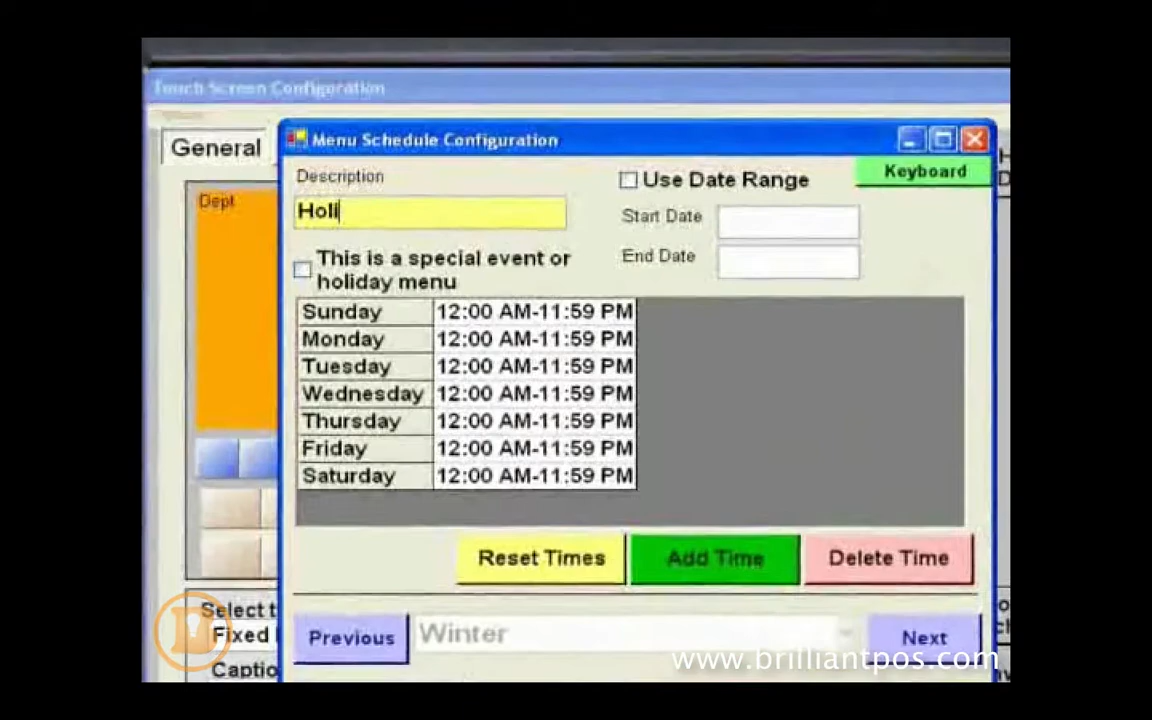 Touch Screen Configuration
General
Menu Schedule Configuration
Description
Use Date Range
Keyboard
Dept
Holi
Start Date
This is a special event or
holiday menu
End Date
Sunday 12:00 AM-11:59 PM
Monday 12:00 AM-11:59 PM
Tuesday 12:00 AM-11:59 PM
Wednesday 12:00 AM-11:59 PM
Thursday 12:00 AM-11:59 PM
Friday 12:00 AM-11:59 PM
Saturday 12:00 AM-11:59 PM
Reset Times
Add Time
Delete Time
Select t
Fixed
Previous
Winter
Next
www.brilliantpos.com
Captio